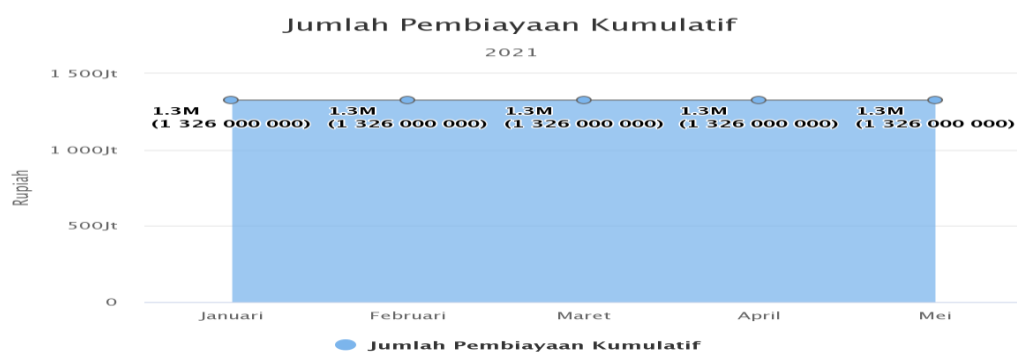 Jumlah Pembiayaan Kumulatif
2021
1 500Jt
1 000Jt
500Jt
0
Rupiah
1.3M
(1 326 000 000)
1.3M
(1 326 000 000)
1.3M
(1 326 000 000)
1.3M
(1 326 000 000)
1.3M
(1 326 000 000)
Januari
Februari
Maret
April
Mei
Jumlah Pembiayaan Kumulatif